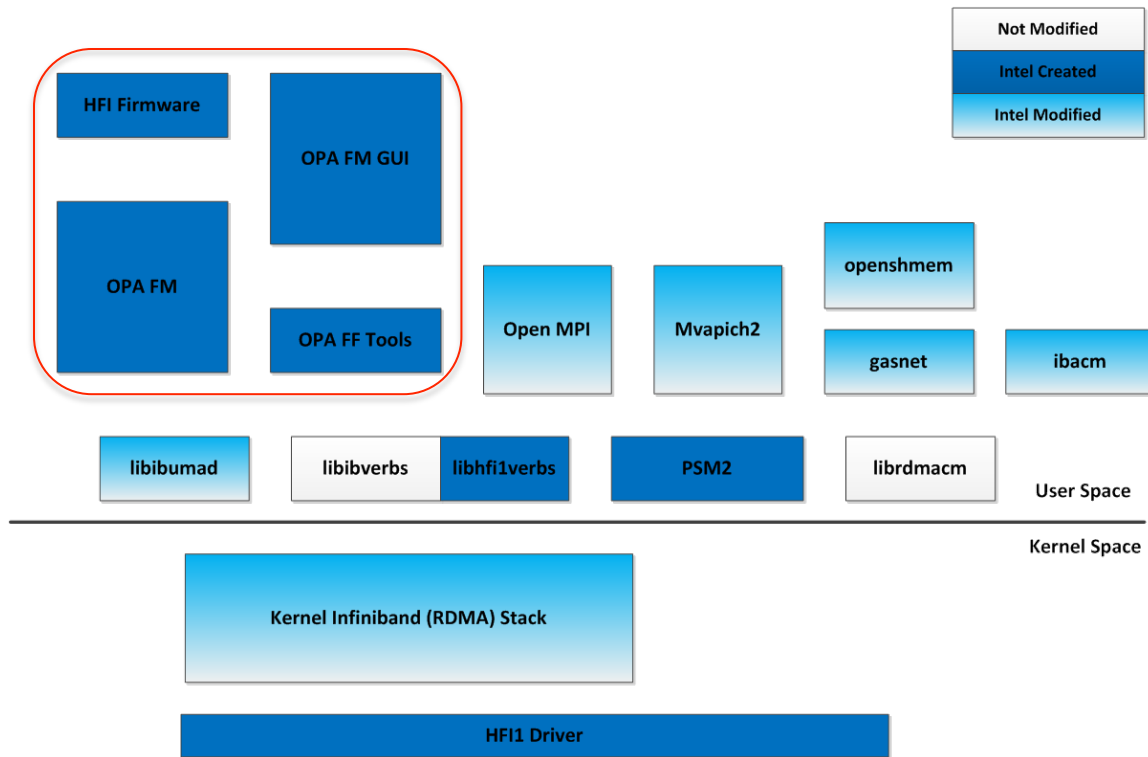 Not Modified
Intel Created
Intel Modified
HFI Firmware
OPA FM GUI
OPA FM
OPA FF Tools
Open MPI
Mvapich2
openshmem
gasnet
ibacm
libibumad
libibverbs
libhfi1verbs
PSM2
librdmacm
User Space
Kernel Space
Kernel Infiniband (RDMA) Stack
HFI1 Driver